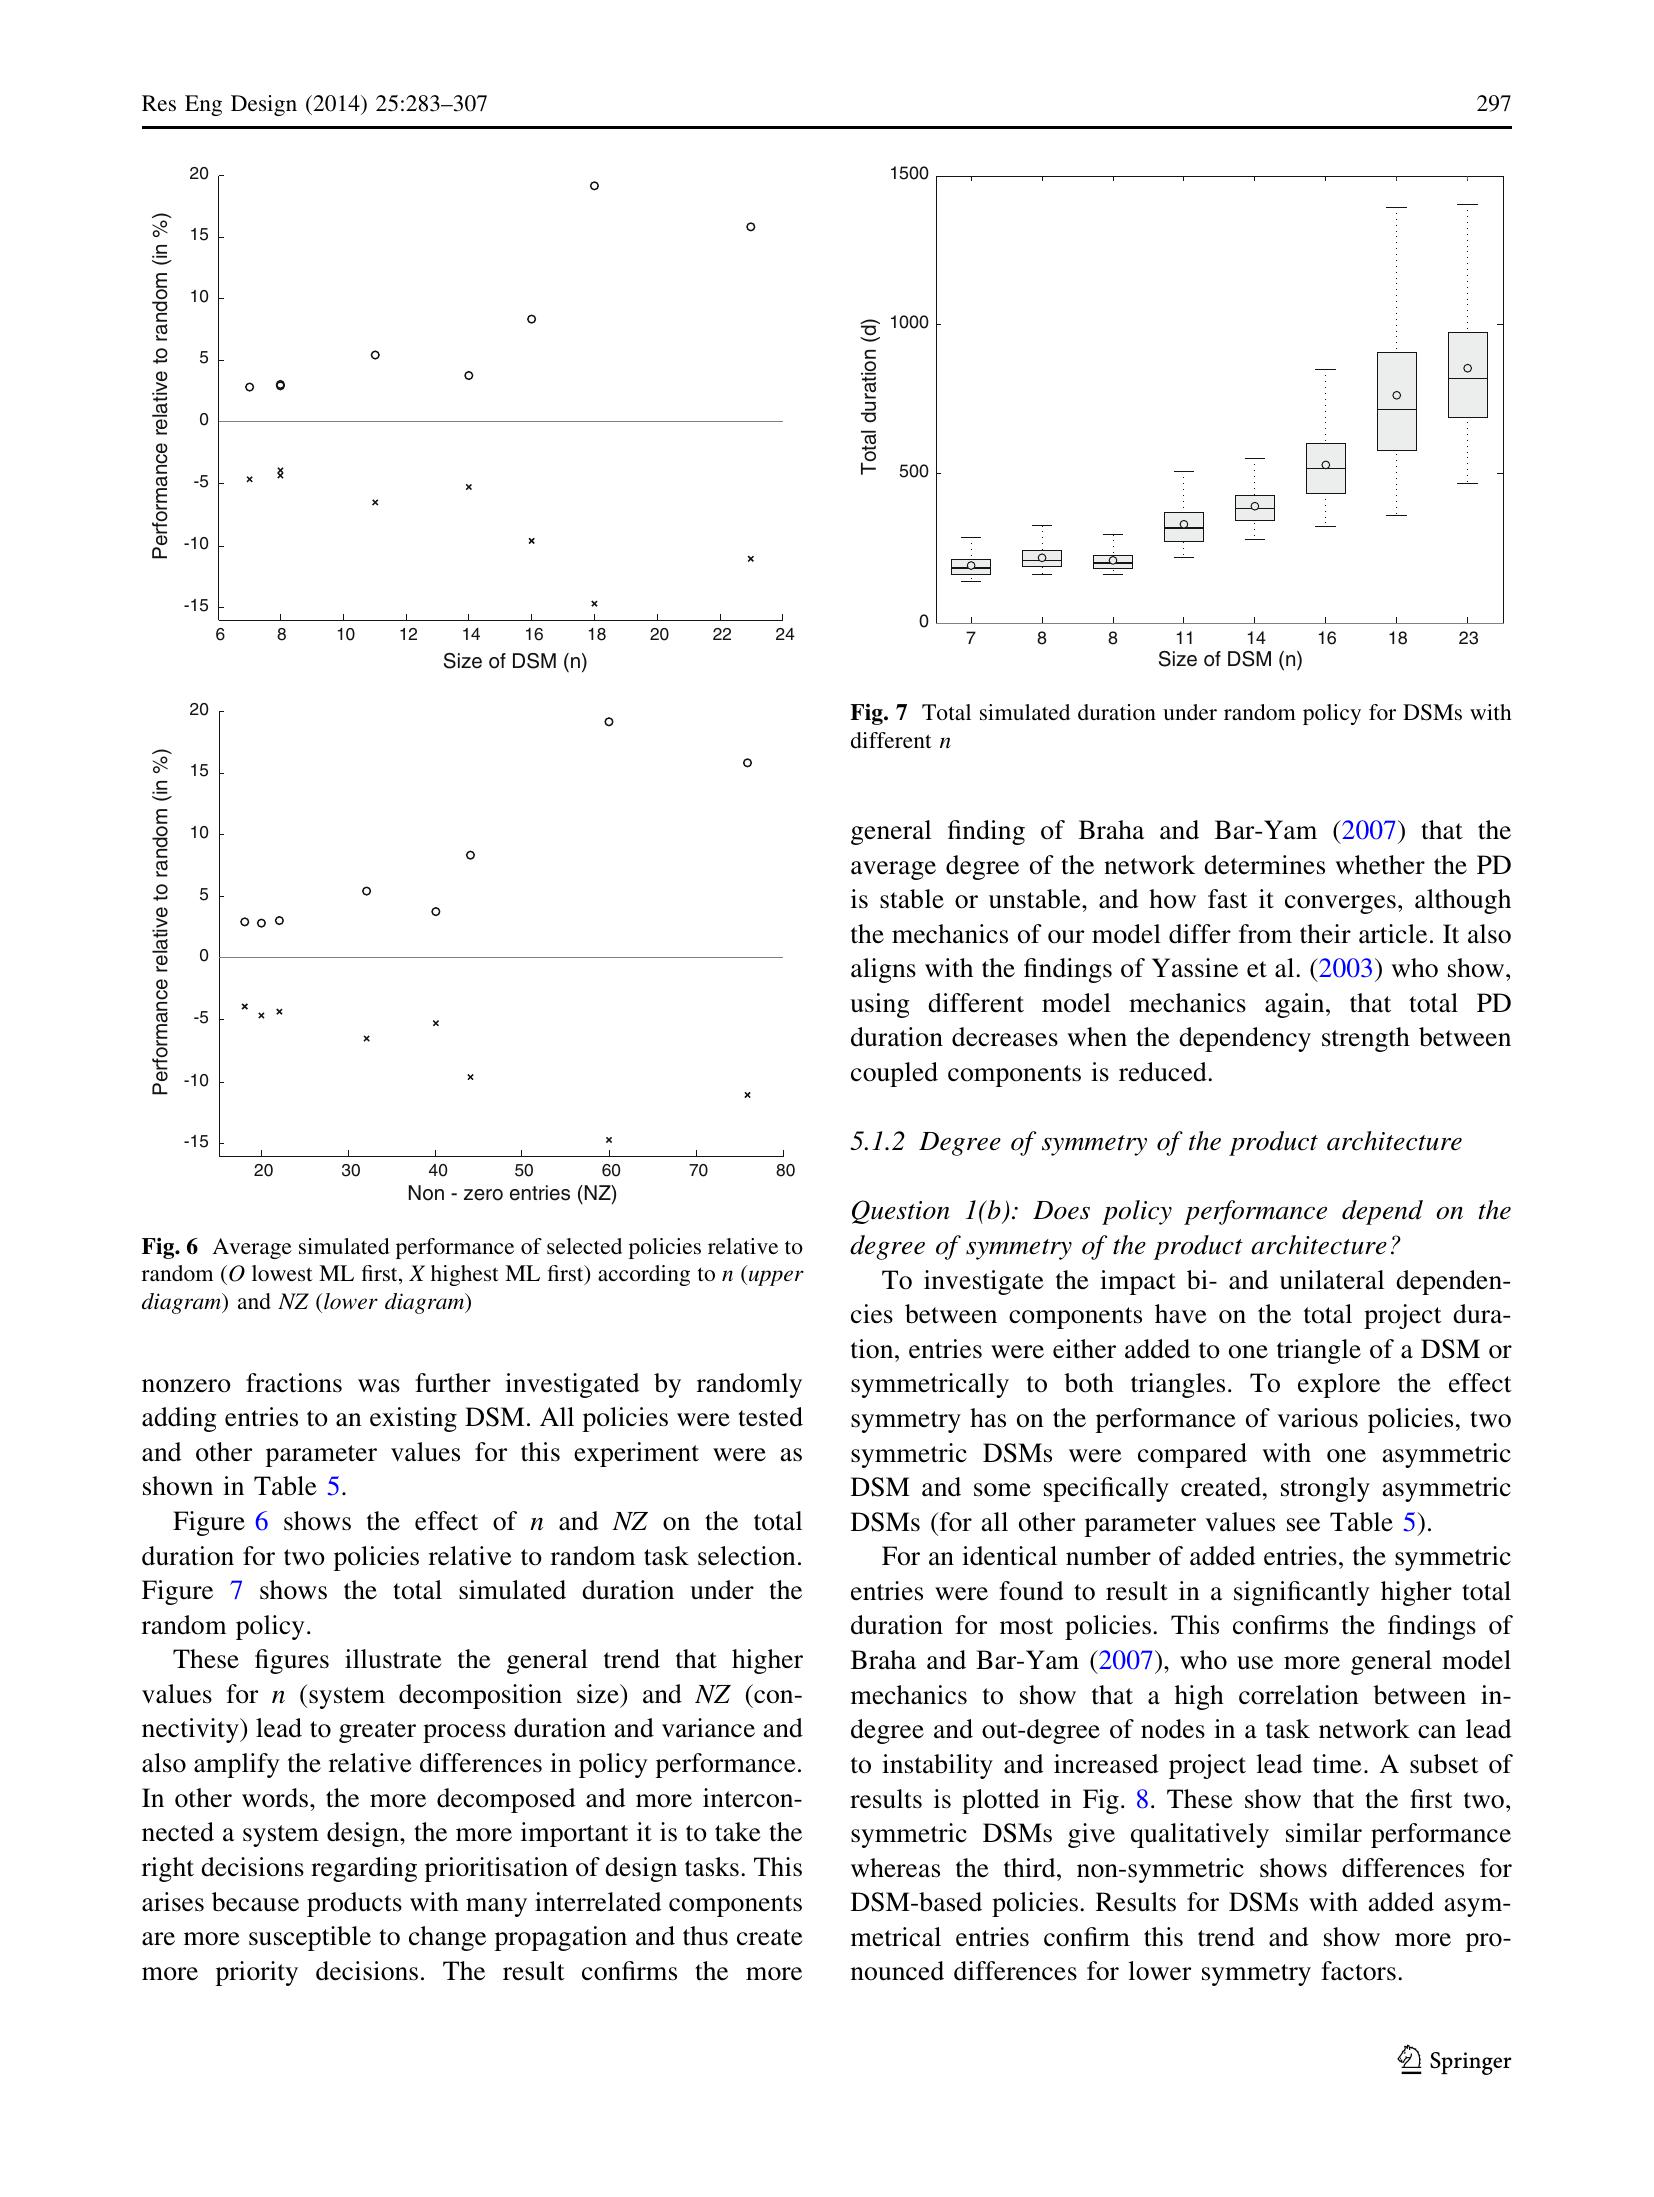 Res Eng Design (2014) 25:283–307
297
20
15
10
5
0
-5
-10
-15
Performance relative to random (in %)
6 8 10 12 14 16 18 20 22 24
Size of DSM (n)
20
15
10
5
0
-5
-10
-15
Performance relative to random (in %)
20 30 40 50 60 70 80
Non - zero entries (NZ)
Fig. 6 Average simulated performance of selected policies relative to
random (O lowest ML first, X highest ML first) according to n (upper
diagram) and NZ (lower diagram)
nonzero fractions was further investigated by randomly
adding entries to an existing DSM. All policies were tested
and other parameter values for this experiment were as
shown in Table 5.
Figure 6 shows the effect of n and NZ on the total
duration for two policies relative to random task selection.
Figure 7 shows the total simulated duration under the
random policy.
These figures illustrate the general trend that higher
values for n (system decomposition size) and NZ (con-
nectivity) lead to greater process duration and variance and
also amplify the relative differences in policy performance.
In other words, the more decomposed and more intercon-
nected a system design, the more important it is to take the
right decisions regarding prioritisation of design tasks. This
arises because products with many interrelated components
are more susceptible to change propagation and thus create
more priority decisions. The result confirms the more
1500
1000
500
0
Total duration (d)
7 8 8 11 14 16 18 23
Size of DSM (n)
Fig. 7 Total simulated duration under random policy for DSMs with
different n
general finding of Braha and Bar-Yam (2007) that the
average degree of the network determines whether the PD
is stable or unstable, and how fast it converges, although
the mechanics of our model differ from their article. It also
aligns with the findings of Yassine et al. (2003) who show,
using different model mechanics again, that total PD
duration decreases when the dependency strength between
coupled components is reduced.
5.1.2 Degree of symmetry of the product architecture
Question 1(b): Does policy performance depend on the
degree of symmetry of the product architecture?
To investigate the impact bi- and unilateral dependen-
cies between components have on the total project dura-
tion, entries were either added to one triangle of a DSM or
symmetrically to both triangles. To explore the effect
symmetry has on the performance of various policies, two
symmetric DSMs were compared with one asymmetric
DSM and some specifically created, strongly asymmetric
DSMs (for all other parameter values see Table 5).
For an identical number of added entries, the symmetric
entries were found to result in a significantly higher total
duration for most policies. This confirms the findings of
Braha and Bar-Yam (2007), who use more general model
mechanics to show that a high correlation between in-
degree and out-degree of nodes in a task network can lead
to instability and increased project lead time. A subset of
results is plotted in Fig. 8. These show that the first two,
symmetric DSMs give qualitatively similar performance
whereas the third, non-symmetric shows differences for
DSM-based policies. Results for DSMs with added asym-
metrical entries confirm this trend and show more pro-
nounced differences for lower symmetry factors.
Springer